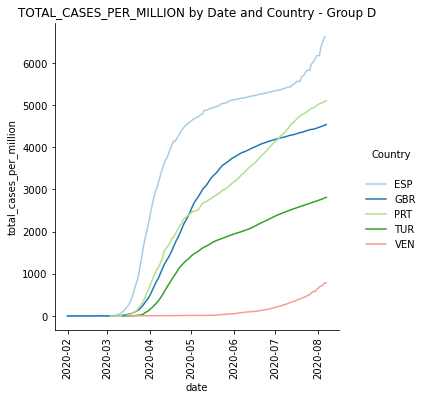 TOTAL_CASES_PER_MILLION by Date and Country - Group D
total_cases_per_million
6000
5000
4000
3000
2000
1000
0
2020-02
2020-03
2020-04
2020-05
2020-06
2020-07
2020-08
date
Country
ESP
GBR
PRT
TUR
VEN